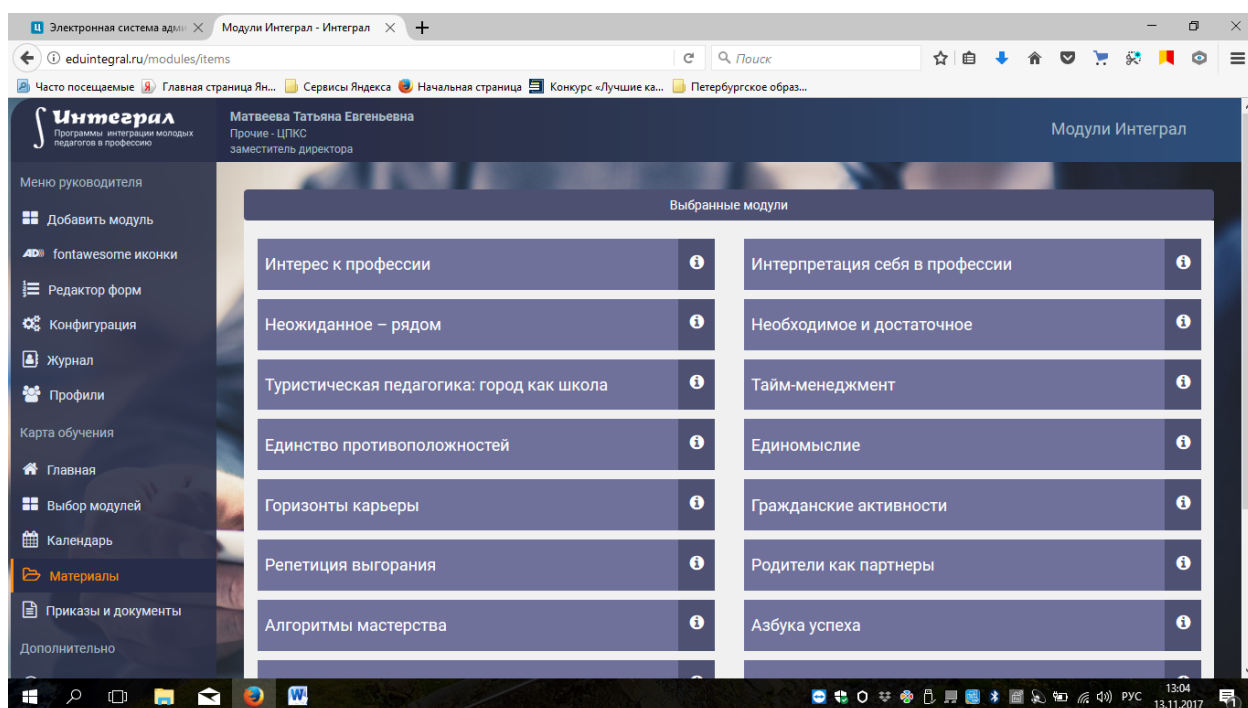 Электронная система адми
Модули Интеграл - Интеграл
eduintegral.ru/modules/items
Поиск
Часто посещаемые
Главная страница Ян...
Сервисы Яндекса
Начальная страница
Конкурс «Лучшие ка...
Петербургское образ...
Интеграл
Программы интеграции молодых
педагогов в профессию
Матвеева Татьяна Евгеньевна
Прочие - ЦПКС
заместитель директора
Модули Интеграл
Меню руководителя
Добавить модуль
fontawesome иконки
Редактор форм
Конфигурация
Журнал
Профили
Карта обучения
Главная
Выбор модулей
Календарь
Материалы
Приказы и документы
Дополнительно
Выбранные модули
Интерес к профессии
Интерпретация себя в профессии
Неожиданное – рядом
Необходимое и достаточное
Туристическая педагогика: город как школа
Тайм-менеджмент
Единство противоположностей
Единомыслие
Горизонты карьеры
Гражданские активности
Репетиция выгорания
Родители как партнеры
Алгоритмы мастерства
Азбука успеха
РУС
13:04
13.11.2017